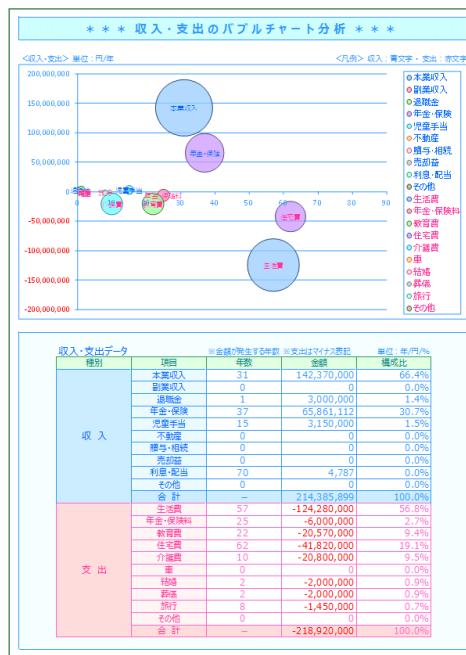 ＊ ＊ ＊ 収入・支出のバブルチャート分析 ＊ ＊ ＊
<収入・支出> 単位：円/年 <凡例> 収入：青文字・支出：赤文字
200,000,000
150,000,000
100,000,000
50,000,000
0
-50,000,000
-100,000,000
-150,000,000
-200,000,000
0 10 20 30 40 50 60 70 80 90
本業収入
年金・保険
児童手当
教育費
住宅費
生活費
本業収入
副業収入
退職金
年金・保険
児童手当
不動産
贈与・相続
売却益
利息・配当
その他
生活費
年金・保険料
教育費
住宅費
介護費
車
結婚
葬儀
旅行
その他
収入・支出データ ※金額が発生する年数 ※支出はマイナス表記 単位：年/円/%
種別 項目 年数 金額 構成比
収 入
本業収入 31 142,370,000 66.4%
副業収入 0 0 0.0%
退職金 1 3,000,000 1.4%
年金・保険 37 65,861,112 30.7%
児童手当 15 3,150,000 1.5%
不動産 0 0 0.0%
贈与・相続 0 0 0.0%
売却益 0 0 0.0%
利息・配当 70 4,787 0.0%
その他 0 0 0.0%
合 計 － 214,385,899 100.0%
支 出
生活費 57 -124,280,000 56.8%
年金・保険料 25 -6,000,000 2.7%
教育費 22 -20,570,000 9.4%
住宅費 62 -41,820,000 19.1%
介護費 10 -20,800,000 9.5%
車 0 0 0.0%
結婚 2 -2,000,000 0.9%
葬儀 2 -2,000,000 0.9%
旅行 8 -1,450,000 0.7%
その他 0 0 0.0%
合 計 － -218,920,000 100.0%